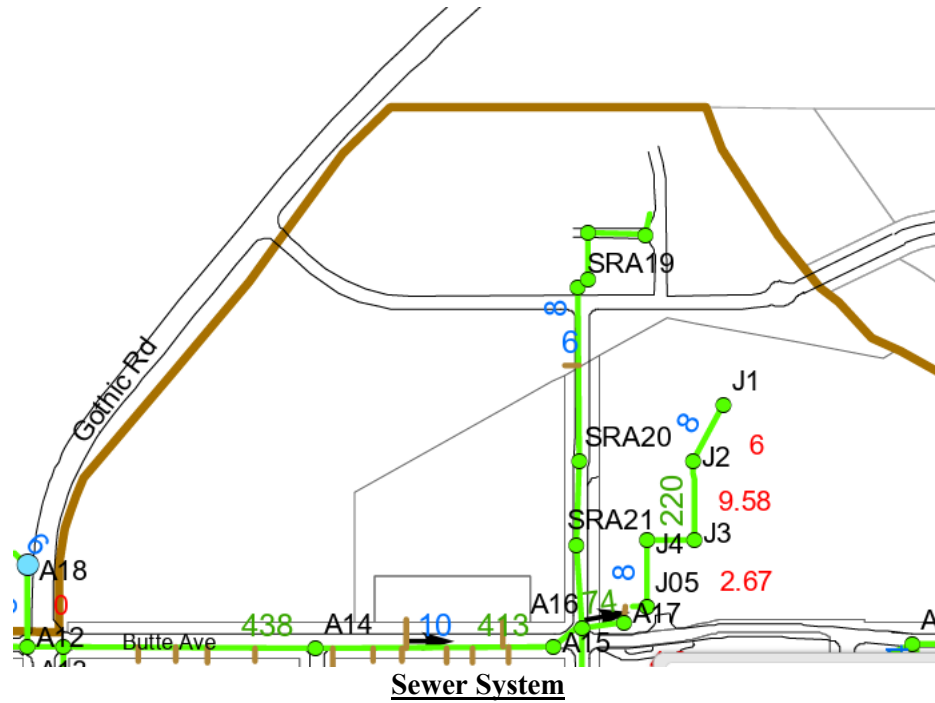 SRA19
8
6
Gothic Rd
J1
8
6
SRA20
J2
220
9.58
SRA21
J4
J3
6
A18
8
2.67
0
J05
A16
74
A17
438
A14
10
413
A12
Butte Ave
A15
Sewer System